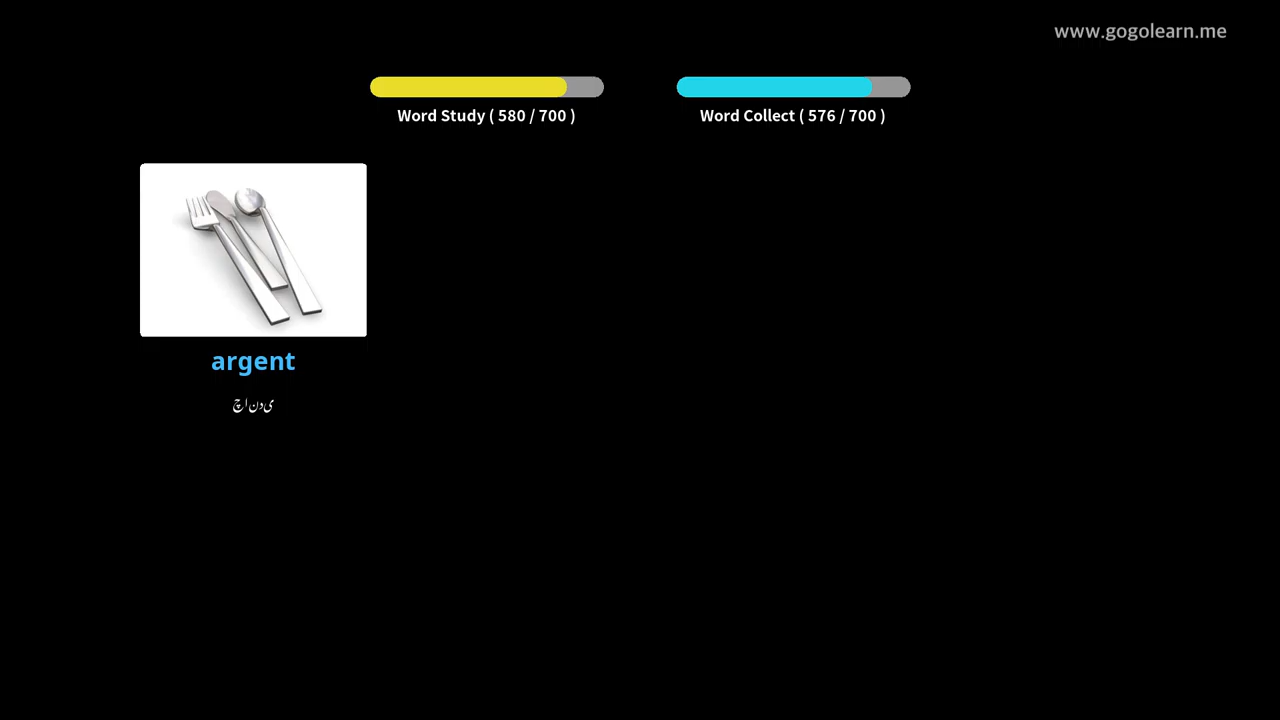 www.gogolearn.me
Word Study ( 580 / 700 )
Word Collect ( 576 / 700 )
argent
چاندی